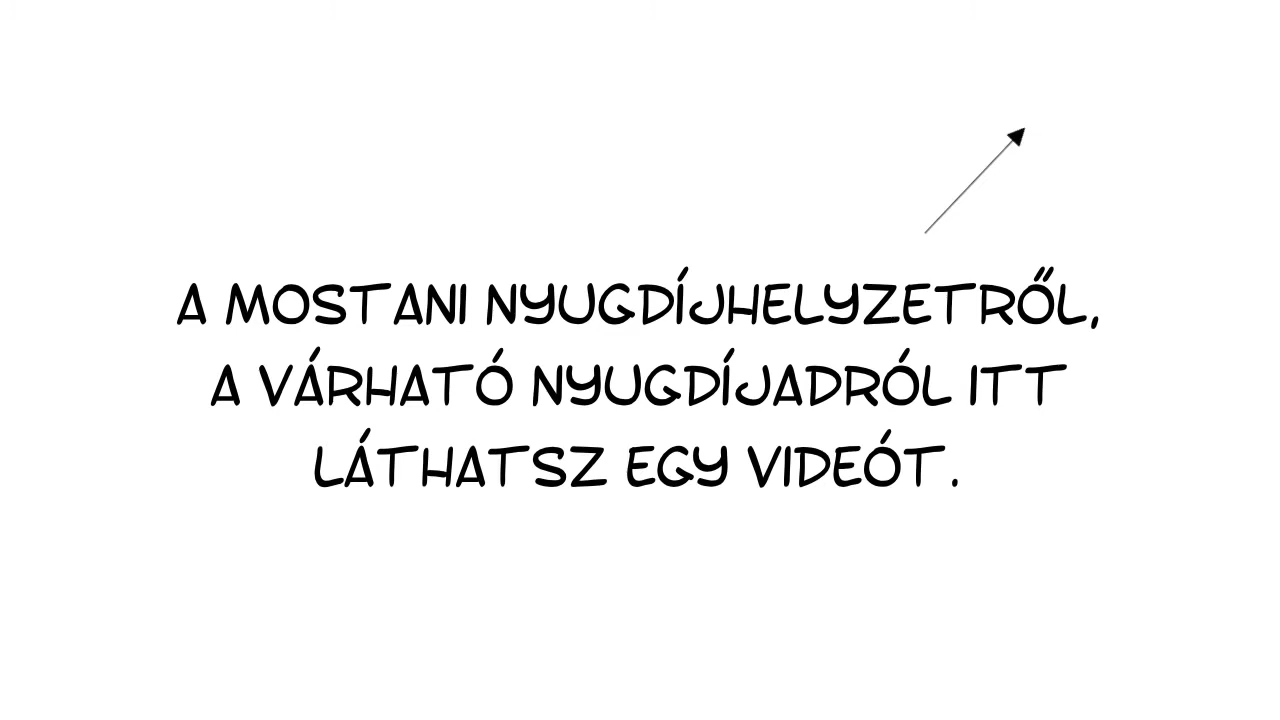 A MOSTANI NYUGDÍJHELYZETRŐL,
A VÁRHATÓ NYUGDÍJADRÓL ITT
LÁTHATSZ EGY VIDEÓT.